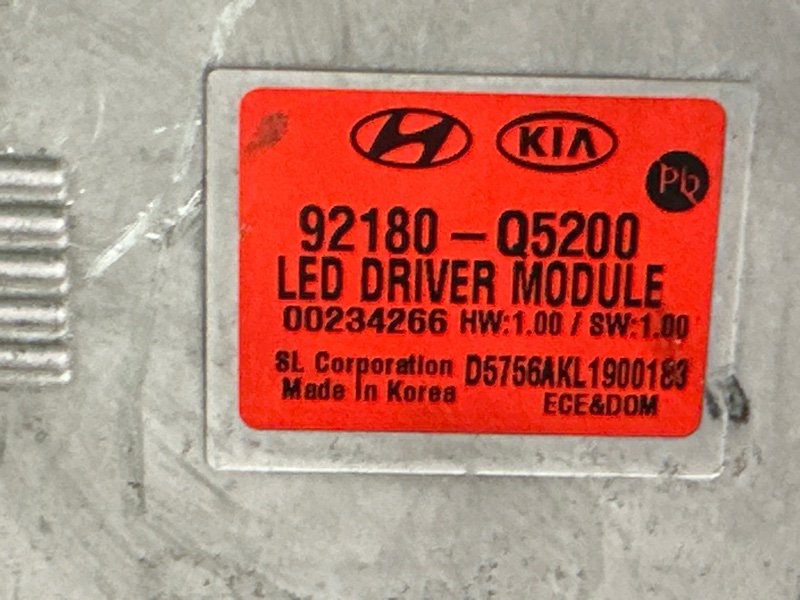 KIA
Pb
92180-Q5200
LED DRIVER MODULE
00234266 HW:1.00 / SW:1.00
SL Corporation D5756AKL1900183
Made In Korea ECE&DOM